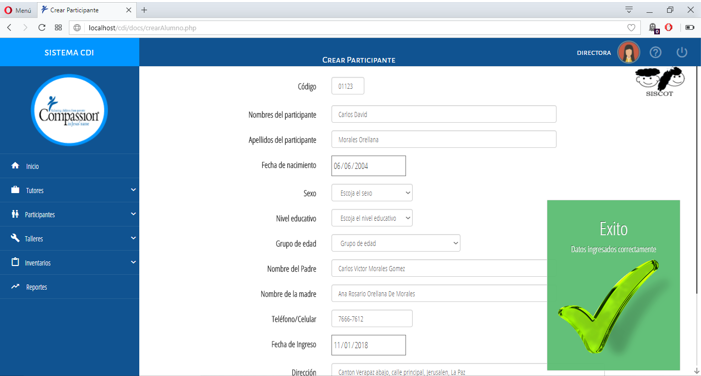 Menú
Crear Participante
localhost/cdi/docs/crearAlumno.php
SISTEMA CDI
CREAR PARTICIPANTE
DIRECTORA
SISCOT
Compassion
Inicio
Tutores
Participantes
Talleres
Inventarios
Reportes
Código
01123
Nombres del participante
Carlos David
Apellidos del participante
Morales Orellana
Fecha de nacimiento
06/06/2004
Sexo
Escoja el sexo
Nivel educativo
Escoja el nivel educativo
Grupo de edad
Grupo de edad
Nombre del Padre
Carlos Victor Morales Gomez
Nombre de la madre
Ana Rosario Orellana De Morales
Teléfono/Celular
7666-7612
Fecha de Ingreso
11/01/2018
Dirección
Canton Verapaz abajo, calle principal, Jerusalen, La Paz
Exito
Datos ingresados correctamente